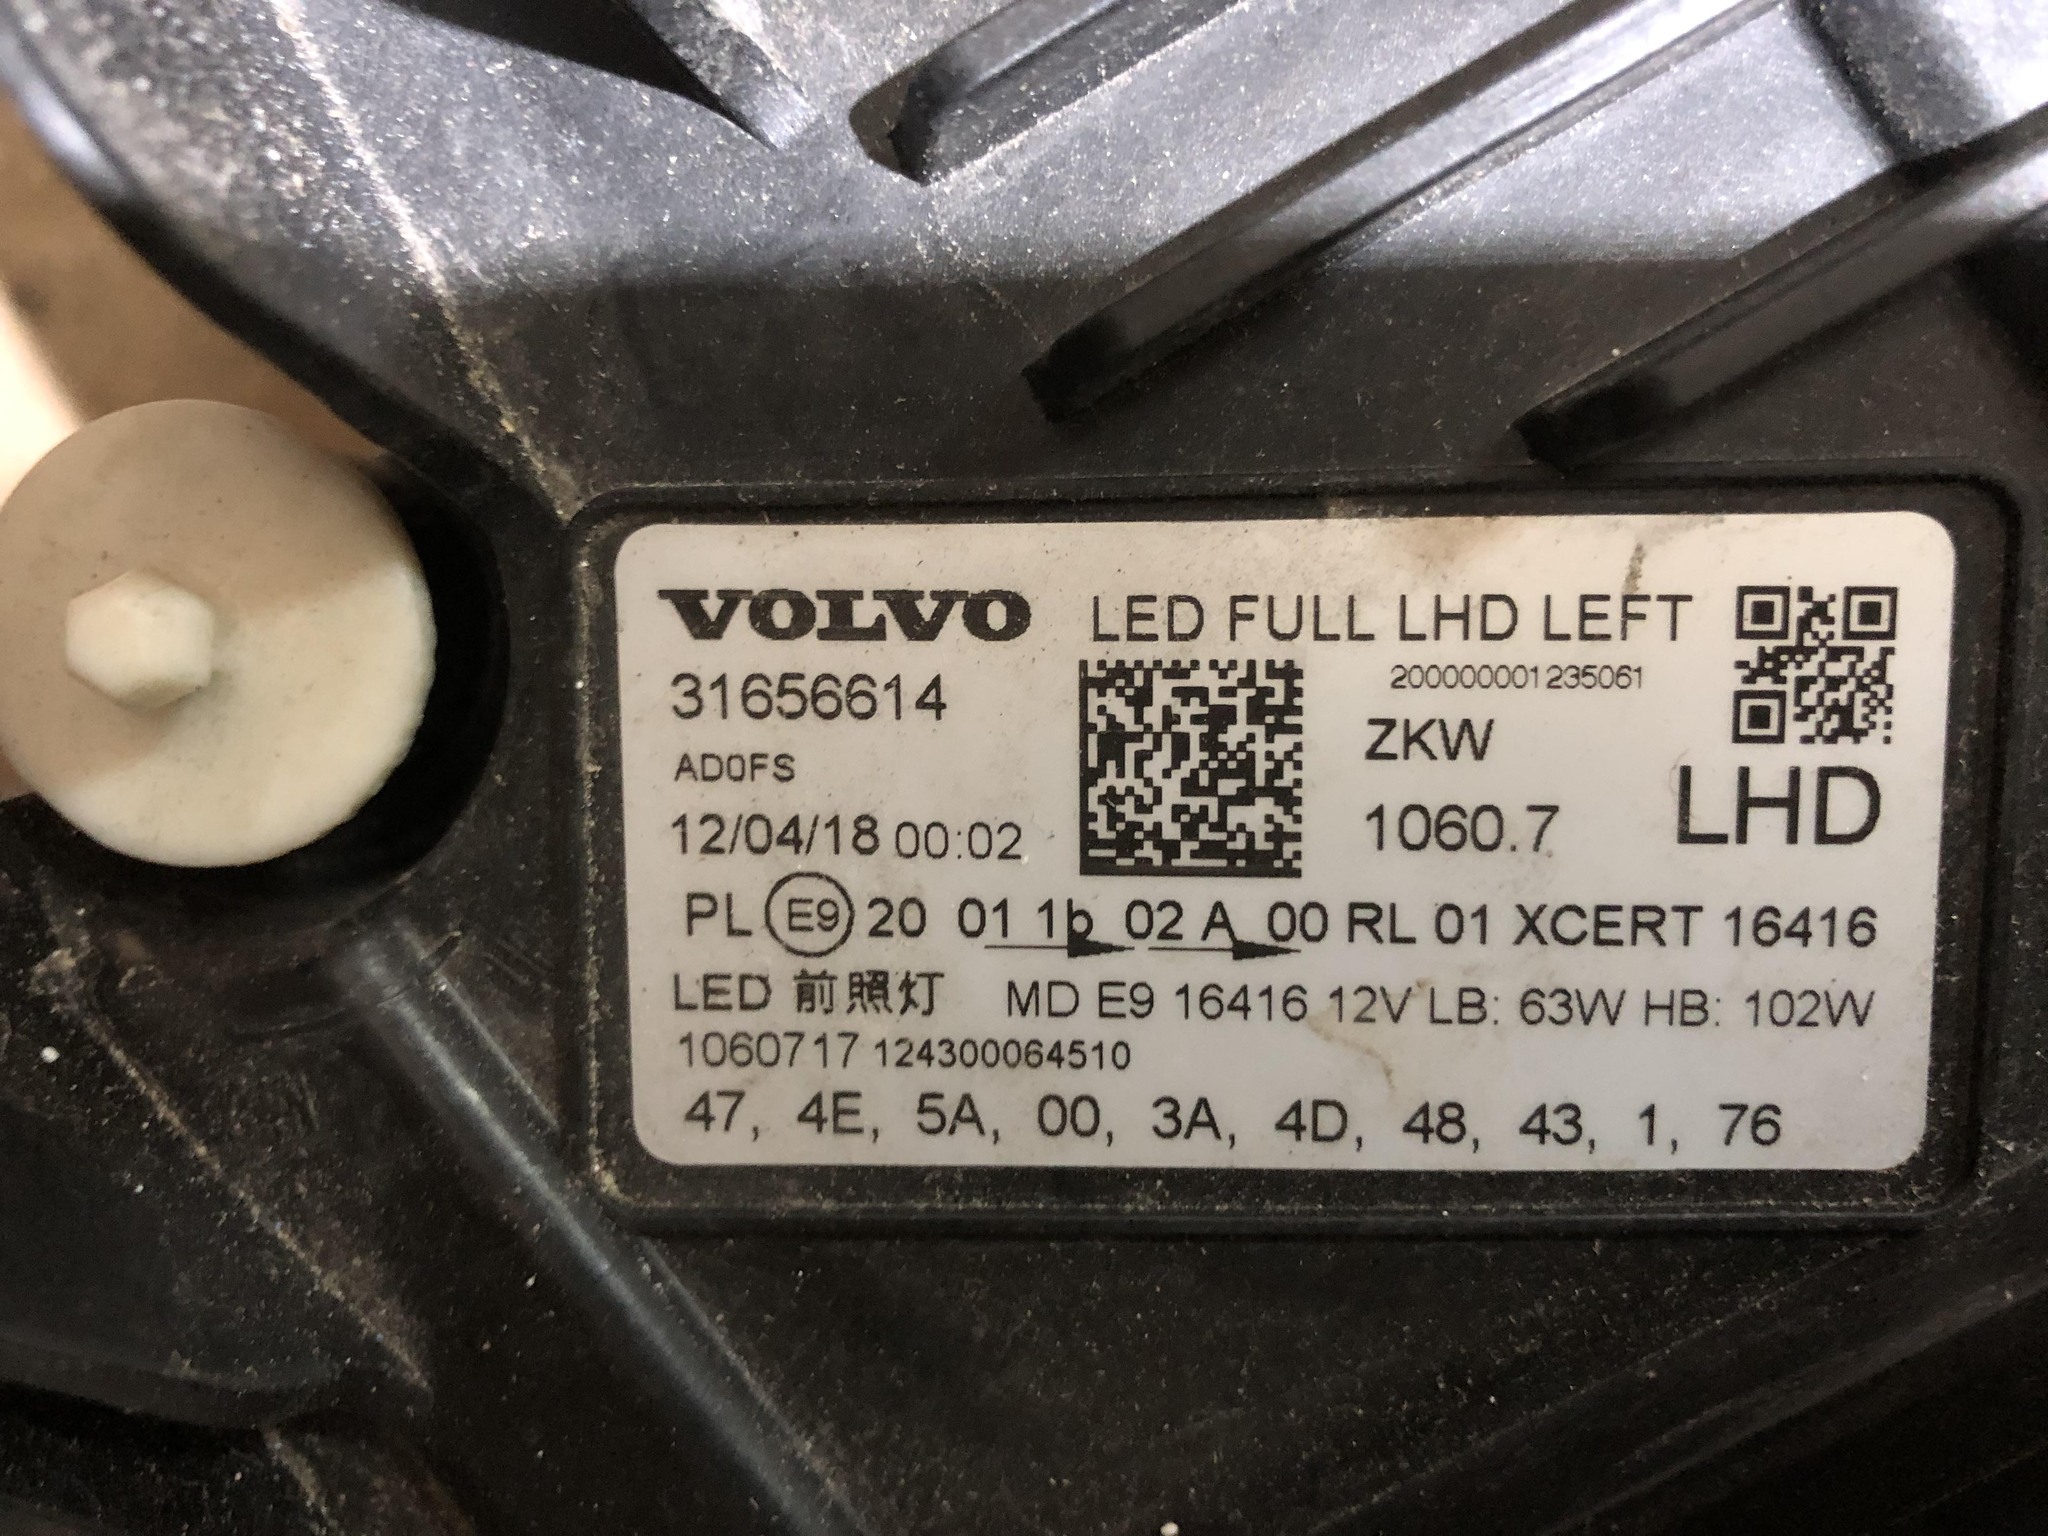 VOLVO LED FULL LHD LEFT
31656614 200000001235061
AD0FS ZKW
12/04/18 00:02 1060.7 LHD
PL E9 20 01 1b 02 A 00 RL 01 XCERT 16416
LED 前照灯 MD E9 16416 12V LB: 63W HB: 102W
1060717 124300064510
47, 4E, 5A, 00, 3A, 4D, 48, 43, 1, 76